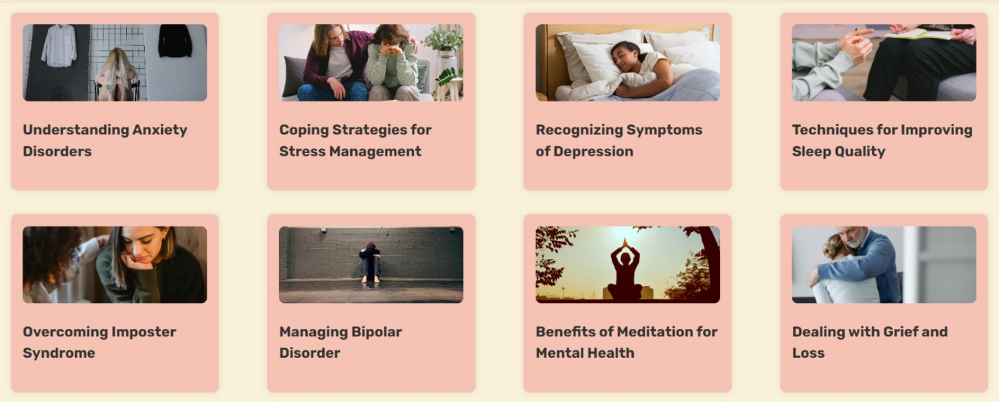 Understanding Anxiety
Disorders
Coping Strategies for
Stress Management
Recognizing Symptoms
of Depression
Techniques for Improving
Sleep Quality
Overcoming Imposter
Syndrome
Managing Bipolar
Disorder
Benefits of Meditation for
Mental Health
Dealing with Grief and
Loss